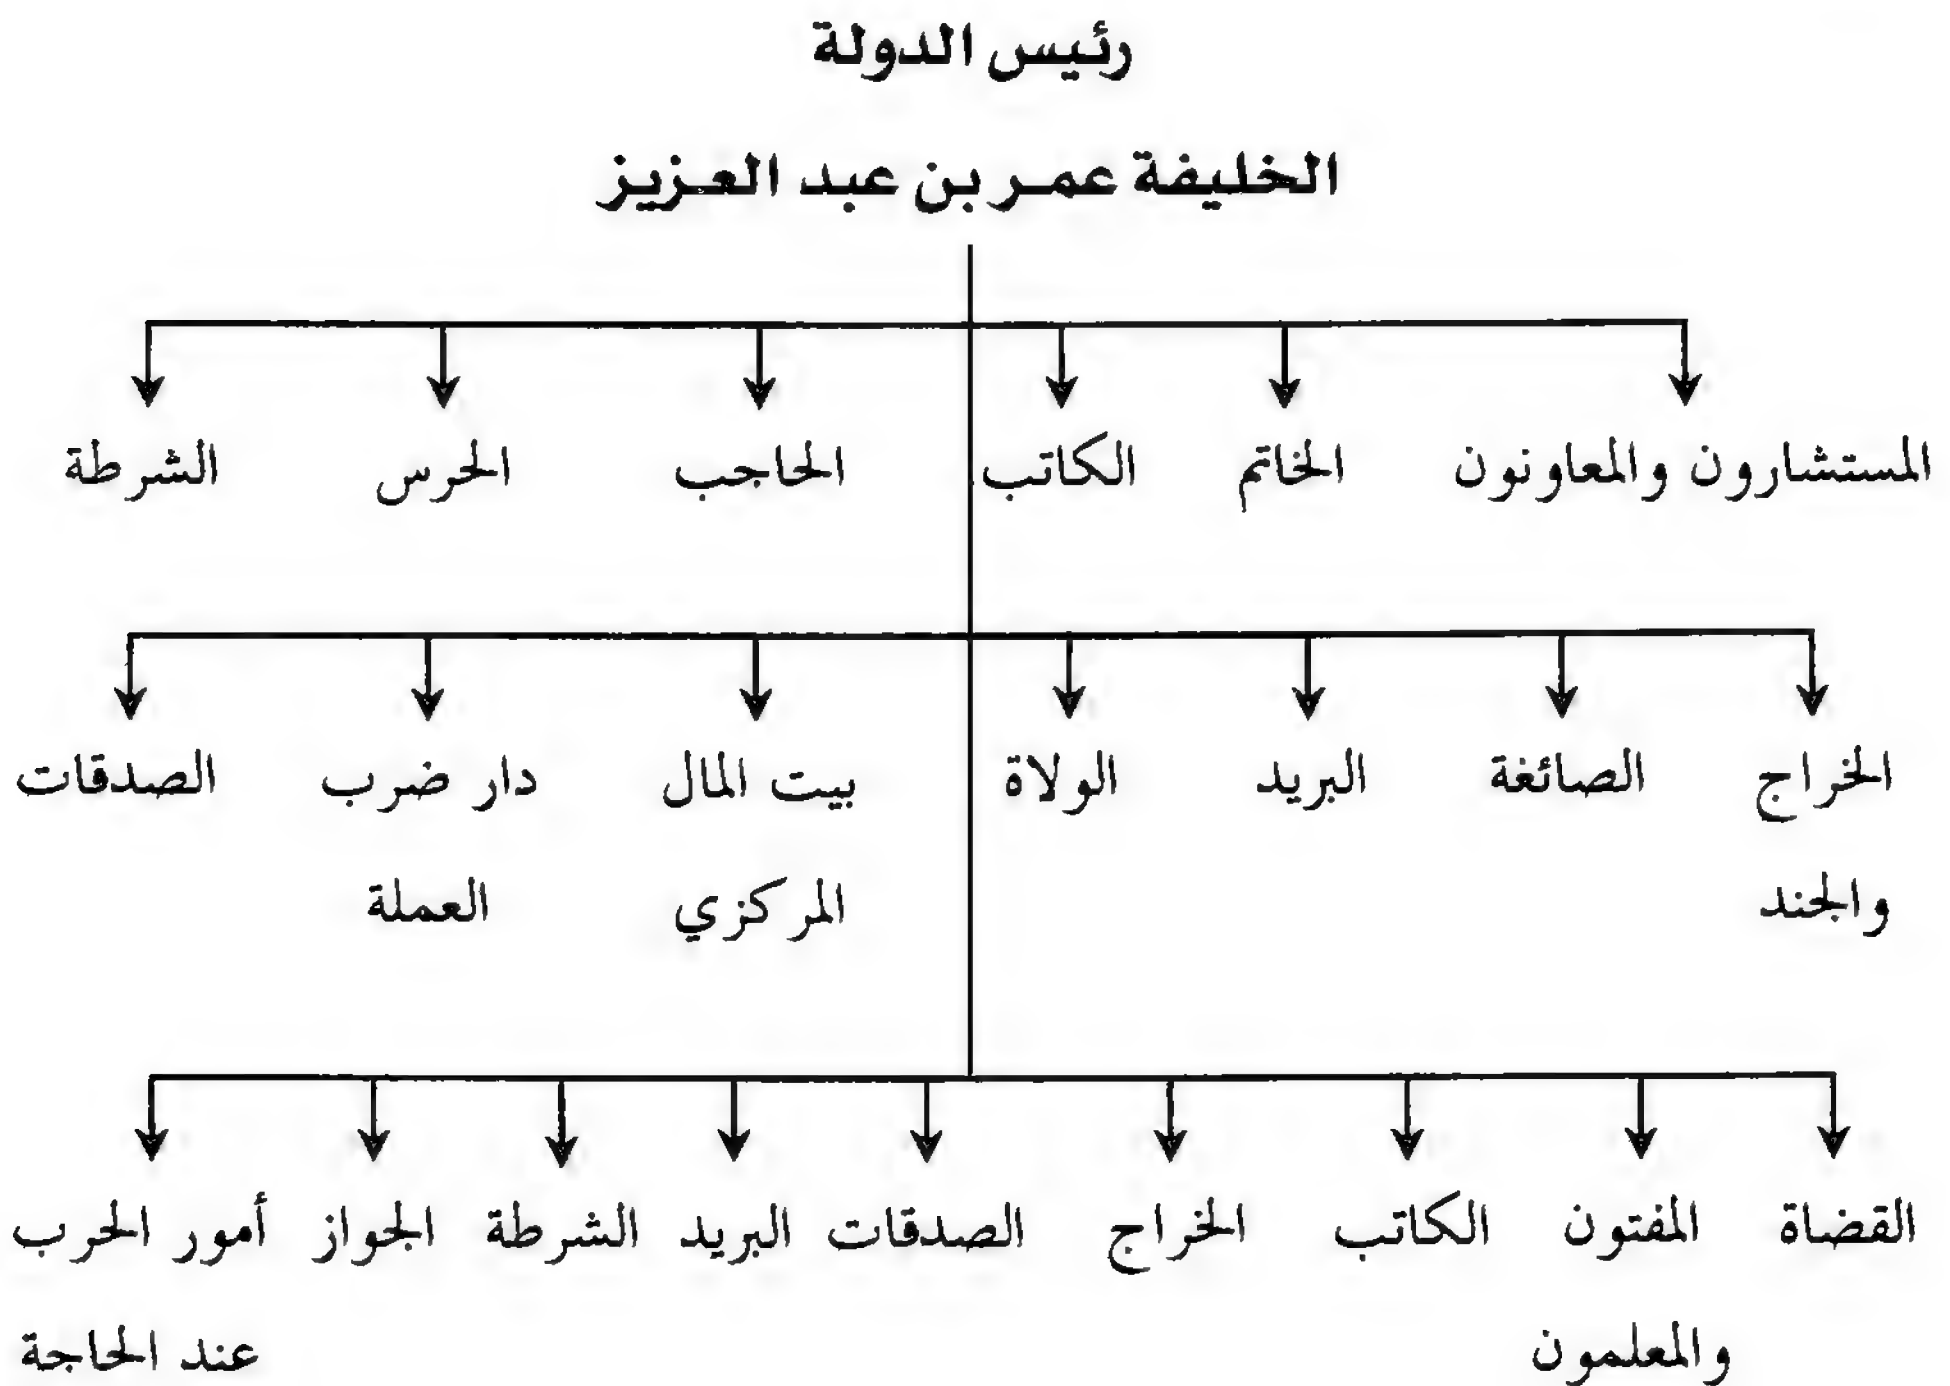 رئيس الدولة
الخليفة عمر بن عبد العزيز
المستشارون والمعاونون الخاتم الكاتب الحاجب الحرس الشرطة
الخراج الصائغة البريد الولاة بيت المال دار ضرب الصدقات
والجند المركزي العملة
القضاة المفتون الكاتب الخراج الصدقات البريد الشرطة الجواز أمور الحرب
والمعلمون عند الحاجة